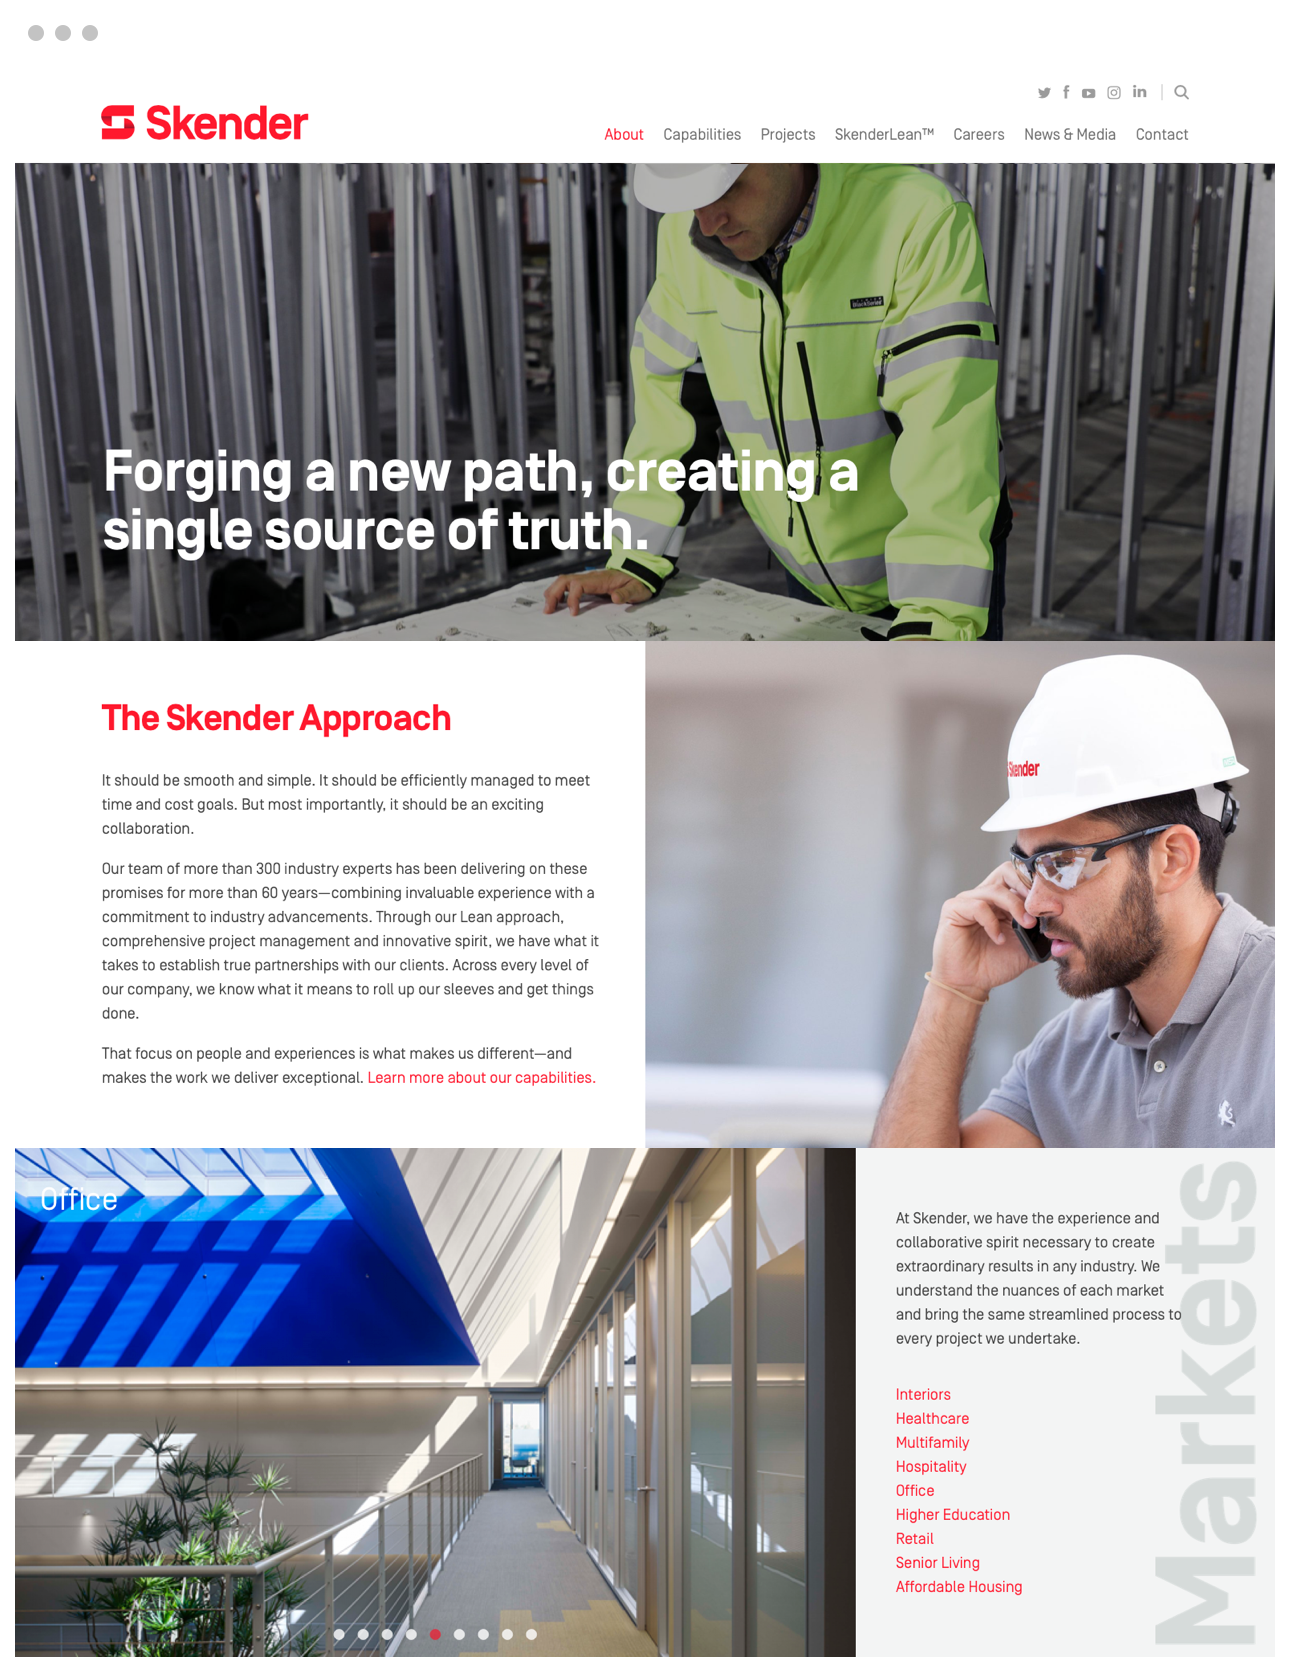 Skender
About Capabilities Projects SkenderLean™ Careers News & Media Contact
Forging a new path, creating a
single source of truth.
The Skender Approach
It should be smooth and simple. It should be efficiently managed to meet
time and cost goals. But most importantly, it should be an exciting
collaboration.
Our team of more than 300 industry experts has been delivering on these
promises for more than 60 years—combining invaluable experience with a
commitment to industry advancements. Through our Lean approach,
comprehensive project management and innovative spirit, we have what it
takes to establish true partnerships with our clients. Across every level of
our company, we know what it means to roll up our sleeves and get things
done.
That focus on people and experiences is what makes us different—and
makes the work we deliver exceptional. Learn more about our capabilities.
Skender
Office
At Skender, we have the experience and
collaborative spirit necessary to create
extraordinary results in any industry. We
understand the nuances of each market
and bring the same streamlined process to
every project we undertake.
Interiors
Healthcare
Multifamily
Hospitality
Office
Higher Education
Retail
Senior Living
Affordable Housing
Markets